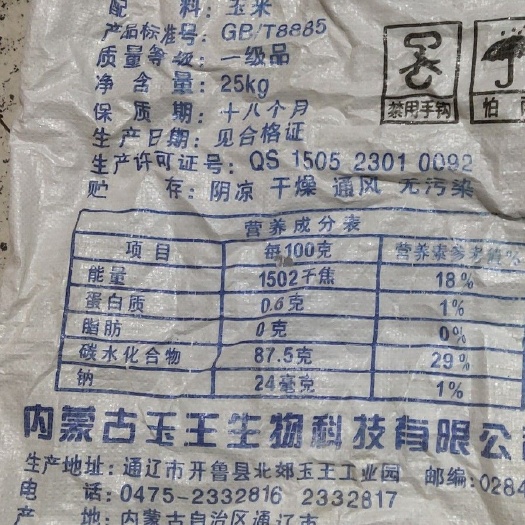 配 料: 玉米
产品标准号: GB/T8885
质量等级: 一级品
净 含 量: 25kg
保 质 期: 十八个月
生产日期: 见合格证
生产许可证号: QS 1505 2301 0092
贮 存: 阴凉 干燥 通风 无污染
禁用手钩 怕
营养成分表
项目 每100克 营养素参考值%
能量 1502千焦 18%
蛋白质 0.6克 1%
脂肪 0克 0%
碳水化合物 87.5克 29%
钠 24毫克 1%
内蒙古玉王生物科技有限公
生产地址: 通辽市开鲁县北郊玉王工业园 邮编:0284
电 话: 0475-2332816 2332817
产 地: 内蒙古自治区通辽市